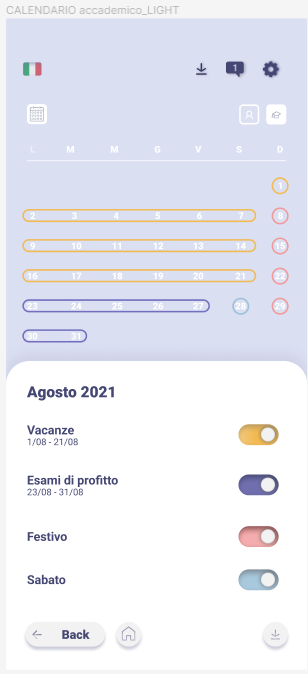 CALENDARIO accademico_LIGHT
1
L M M G V S D
1
2 3 4 5 6 7 8
9 10 11 12 13 14 15
16 17 18 19 20 21 22
23 24 25 26 27 28 29
30 31
Agosto 2021
Vacanze
1/08 - 21/08
Esami di profitto
23/08 - 31/08
Festivo
Sabato
Back